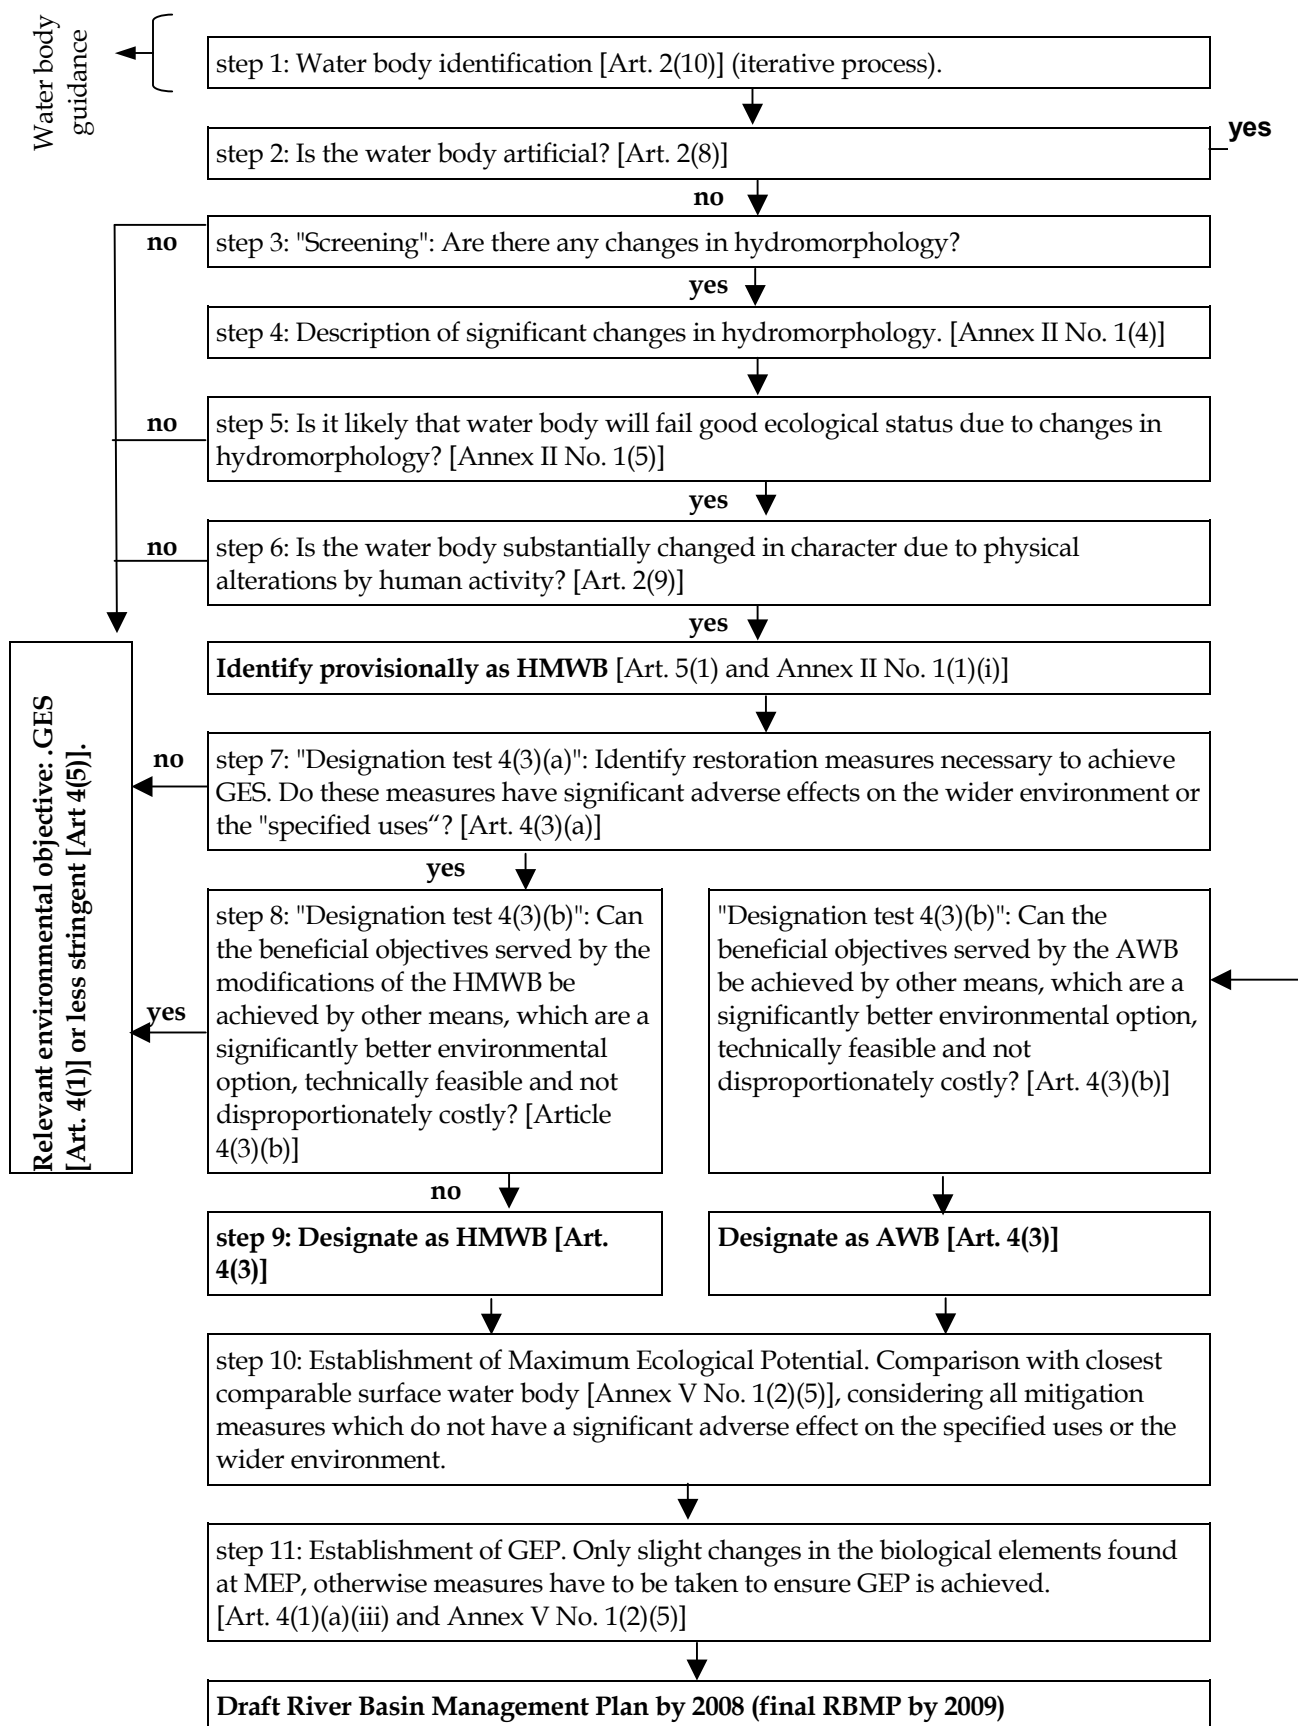 Water body
guidance
step 1: Water body identification [Art. 2(10)] (iterative process).
step 2: Is the water body artificial? [Art. 2(8)]
yes
no
no
step 3: "Screening": Are there any changes in hydromorphology?
yes
step 4: Description of significant changes in hydromorphology. [Annex II No. 1(4)]
no
step 5: Is it likely that water body will fail good ecological status due to changes in
hydromorphology? [Annex II No. 1(5)]
yes
no
step 6: Is the water body substantially changed in character due to physical
alterations by human activity? [Art. 2(9)]
yes
Identify provisionally as HMWB [Art. 5(1) and Annex II No. 1(1)(i)]
Relevant environmental objective: .GES
[Art. 4(1)] or less stringent [Art 4(5)].
no
step 7: "Designation test 4(3)(a)": Identify restoration measures necessary to achieve
GES. Do these measures have significant adverse effects on the wider environment or
the "specified uses“? [Art. 4(3)(a)]
yes
yes
step 8: "Designation test 4(3)(b)": Can
the beneficial objectives served by the
modifications of the HMWB be
achieved by other means, which are a
significantly better environmental
option, technically feasible and not
disproportionately costly? [Article
4(3)(b)]
"Designation test 4(3)(b)": Can the
beneficial objectives served by the AWB
be achieved by other means, which are a
significantly better environmental option,
technically feasible and not
disproportionately costly? [Art. 4(3)(b)]
no
step 9: Designate as HMWB [Art.
4(3)]
Designate as AWB [Art. 4(3)]
step 10: Establishment of Maximum Ecological Potential. Comparison with closest
comparable surface water body [Annex V No. 1(2)(5)], considering all mitigation
measures which do not have a significant adverse effect on the specified uses or the
wider environment.
step 11: Establishment of GEP. Only slight changes in the biological elements found
at MEP, otherwise measures have to be taken to ensure GEP is achieved.
[Art. 4(1)(a)(iii) and Annex V No. 1(2)(5)]
Draft River Basin Management Plan by 2008 (final RBMP by 2009)